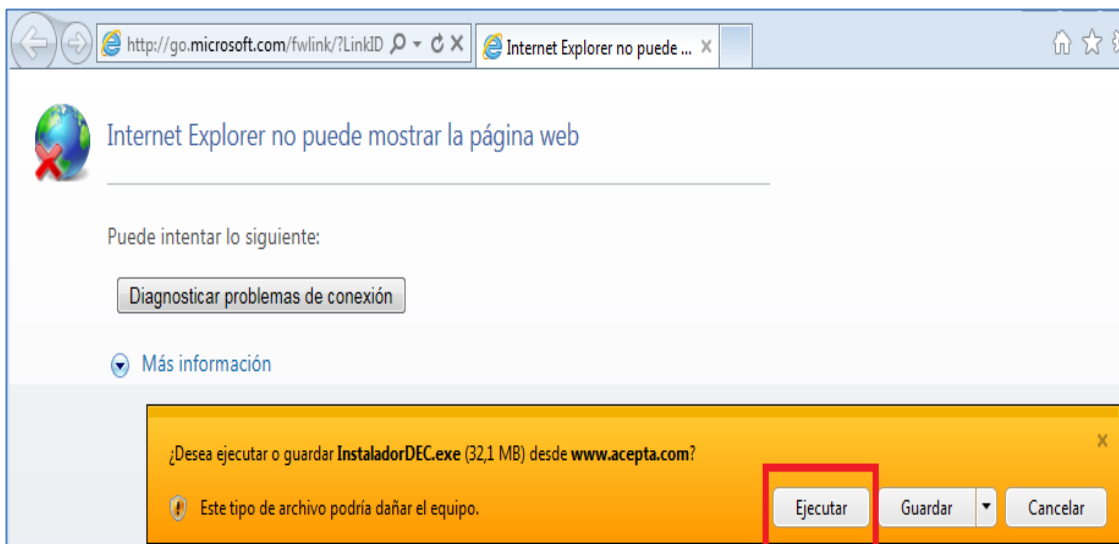 http://go.microsoft.com/fwlink/?LinkID
Internet Explorer no puede ...
Internet Explorer no puede mostrar la página web
Puede intentar lo siguiente:
Diagnosticar problemas de conexión
Más información
¿Desea ejecutar o guardar InstaladorDEC.exe (32,1 MB) desde www.acepta.com?
Este tipo de archivo podría dañar el equipo.
Ejecutar
Guardar
Cancelar